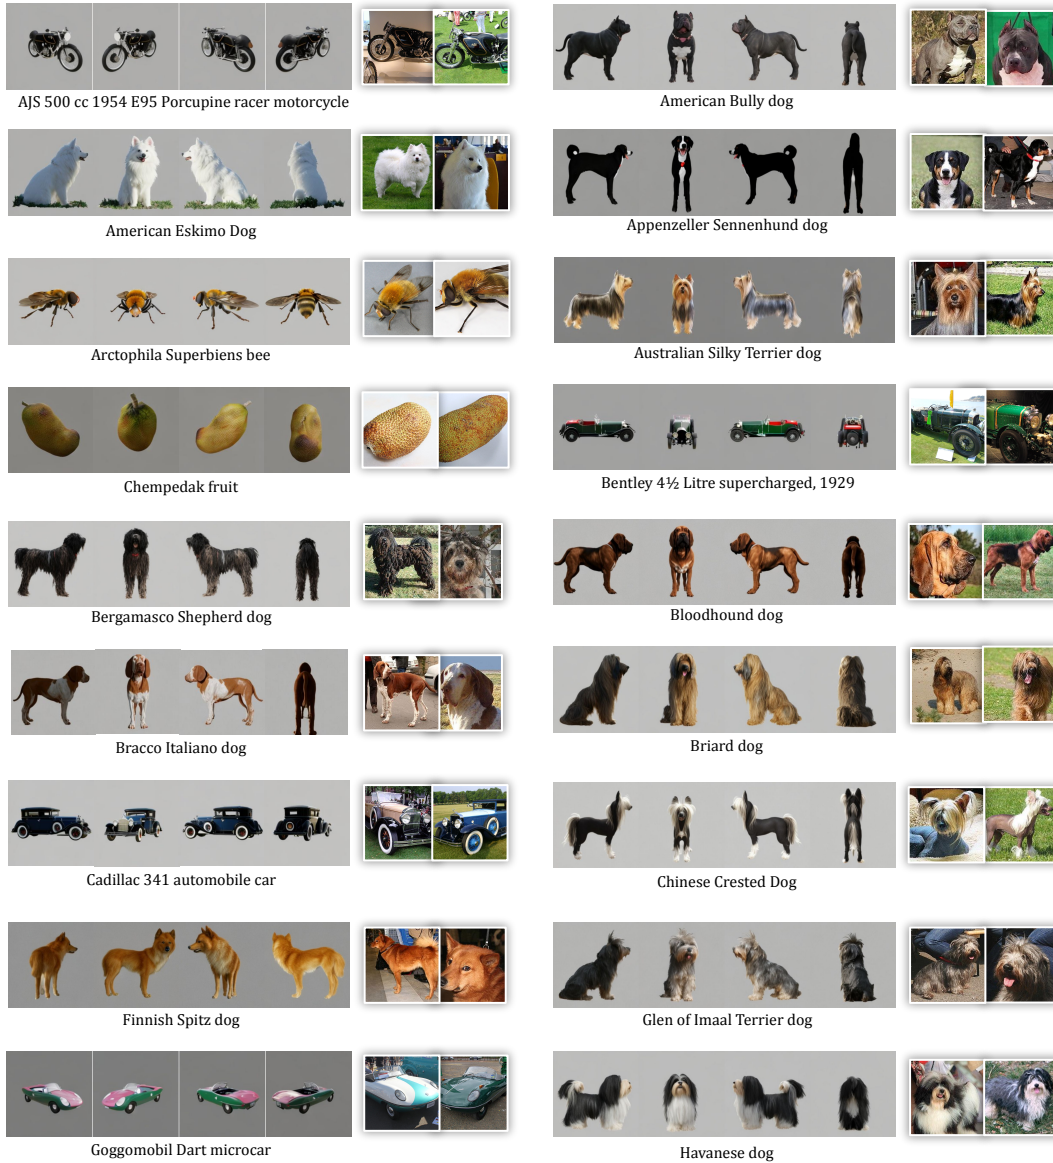 AJS 500 cc 1954 E95 Porcupine racer motorcycle
American Bully dog
American Eskimo Dog
Appenzeller Sennenhund dog
Arctophila Superbiens bee
Australian Silky Terrier dog
Chempedak fruit
Bentley 4½ Litre supercharged, 1929
Bergamasco Shepherd dog
Bloodhound dog
Bracco Italiano dog
Briard dog
Cadillac 341 automobile car
Chinese Crested Dog
Finnish Spitz dog
Glen of Imaal Terrier dog
Goggomobil Dart microcar
Havanese dog